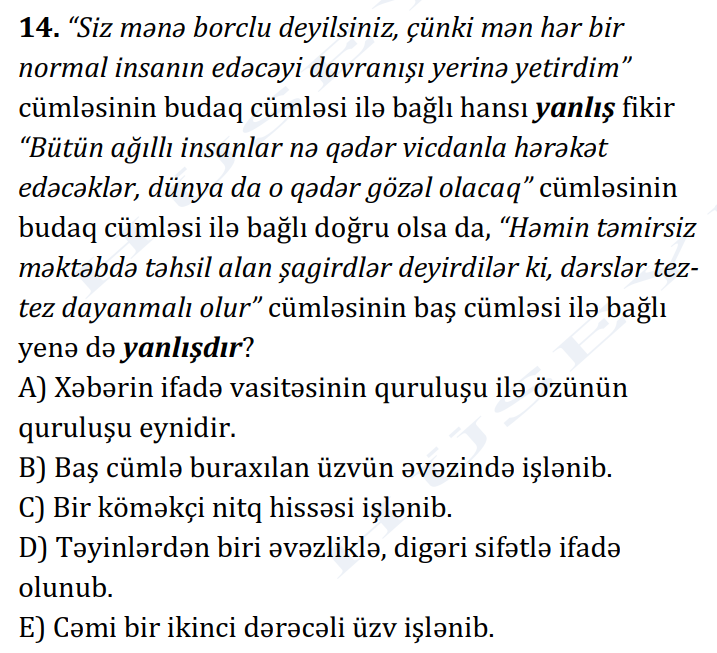 14. “Siz mənə borclu deyilsiniz, çünki mən hər bir
normal insanın edəcəyi davranışı yerinə yetirdim”
cümləsinin budaq cümləsi ilə bağlı hansı yanlış fikir
“Bütün ağıllı insanlar nə qədər vicdanla hərəkət
edəcəklər, dünya da o qədər gözəl olacaq” cümləsinin
budaq cümləsi ilə bağlı doğru olsa da, “Həmin təmirsiz
məktəbdə təhsil alan şagirdlər deyirdilər ki, dərslər tez-
tez dayanmalı olur” cümləsinin baş cümləsi ilə bağlı
yenə də yanlışdır?
A) Xəbərin ifadə vasitəsinin quruluşu ilə özünün
quruluşu eynidir.
B) Baş cümlə buraxılan üzvün əvəzində işlənib.
C) Bir köməkçi nitq hissəsi işlənib.
D) Təyinlərdən biri əvəzliklə, digəri sifətlə ifadə
olunub.
E) Cəmi bir ikinci dərəcəli üzv işlənib.